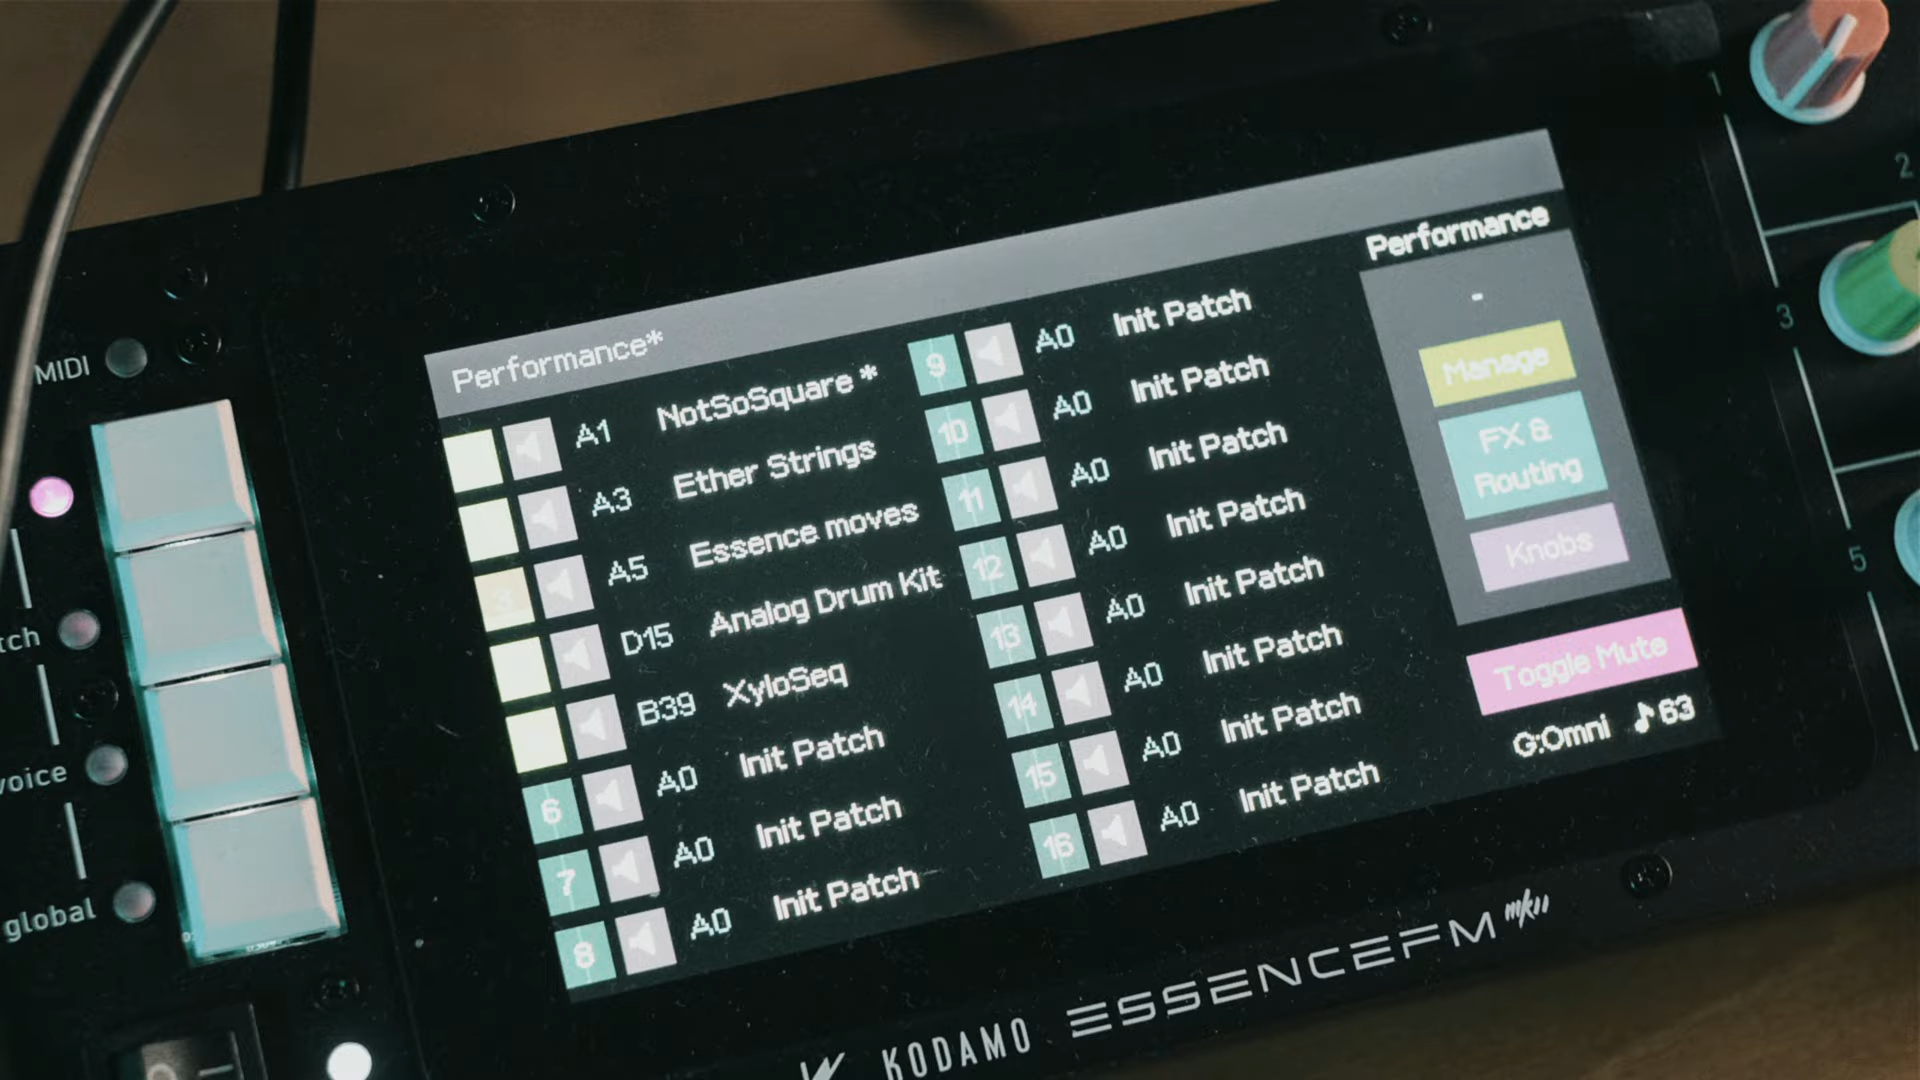 MIDI
tch
voice
global
Performance*
A1 NotSoSquare *
A3 Ether Strings
3 A5 Essence moves
D15 Analog Drum Kit
B39 XyloSeq
6 A0 Init Patch
7 A0 Init Patch
8 A0 Init Patch
9 A0 Init Patch
10 A0 Init Patch
11 A0 Init Patch
12 A0 Init Patch
13 A0 Init Patch
14 A0 Init Patch
15 A0 Init Patch
16 A0 Init Patch
Performance
-
Manage
FX &
Routing
Knobs
Toggle Mute
G:Omni ♪63
2
3
5
KODAMO ESSENCEFM mkII